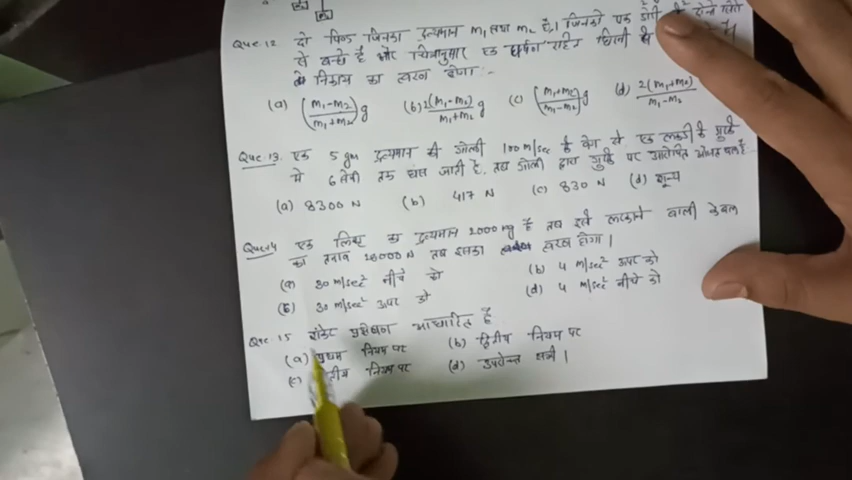 Que.12 दो पिण्ड जिनका द्रव्यमान m₁ तथा m₂ है। जिनको एक डोरी के दोनो
से बन्धे है और चित्रानुसार एक घर्षण रहित घिरनी से
निकाय का त्वरण होगा :-
(a) (m₁-m₂/m₁+m₂)g (b) 2(m₁-m₂)/m₁+m₂ g (c) (m₁+m₂/m₁-m₂)g (d) 2(m₁+m₂)/m₁-m₂
Que.13. एक 5 gm द्रव्यमान की गोली 100 m/sec के वेग से एक लकड़ी के गुटके
मे 6 सेमी तक धंस जाती है. तब गोली द्वारा गुटके पर आरोपित औसत बल है
(a) 8300 N (b) 417 N (c) 830 N (d) शून्य
Que.14 एक लिफ्ट का द्रव्यमान 2000 kg है तब इसे लटकाने वाली केबल
का तनाव 28000 N तब इसका त्वरण होगा।
(a) 30 m/sec² नीचे को (b) 4 m/sec² ऊपर को
(c) 30 m/sec² ऊपर को (d) 4 m/sec² नीचे को
Que.15 रॉकेट प्रक्षेपण आधारित है
(a) प्रथम नियम पर (b) द्वितीय नियम पर
(c) नियम पर (d) उपरोक्त सभी।